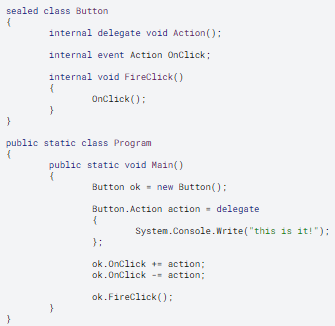 sealed class Button
{
internal delegate void Action();
internal event Action OnClick;
internal void FireClick()
{
OnClick();
}
}
public static class Program
{
public static void Main()
{
Button ok = new Button();
Button.Action action = delegate
{
System.Console.Write("this is it!");
};
ok.OnClick += action;
ok.OnClick -= action;
ok.FireClick();
}
}